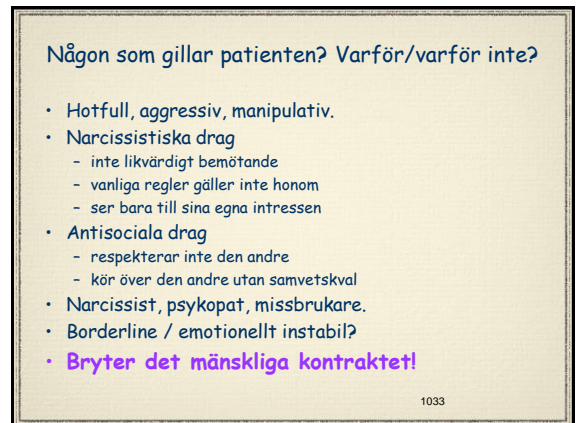 Någon som gillar patienten? Varför/varför inte?
• Hotfull, aggressiv, manipulativ.
• Narcissistiska drag
– inte likvärdigt bemötande
– vanliga regler gäller inte honom
– ser bara till sina egna intressen
• Antisociala drag
– respekterar inte den andre
– kör över den andre utan samvetskval
• Narcissist, psykopat, missbrukare.
• Borderline / emotionellt instabil?
• Bryter det mänskliga kontraktet!
1033